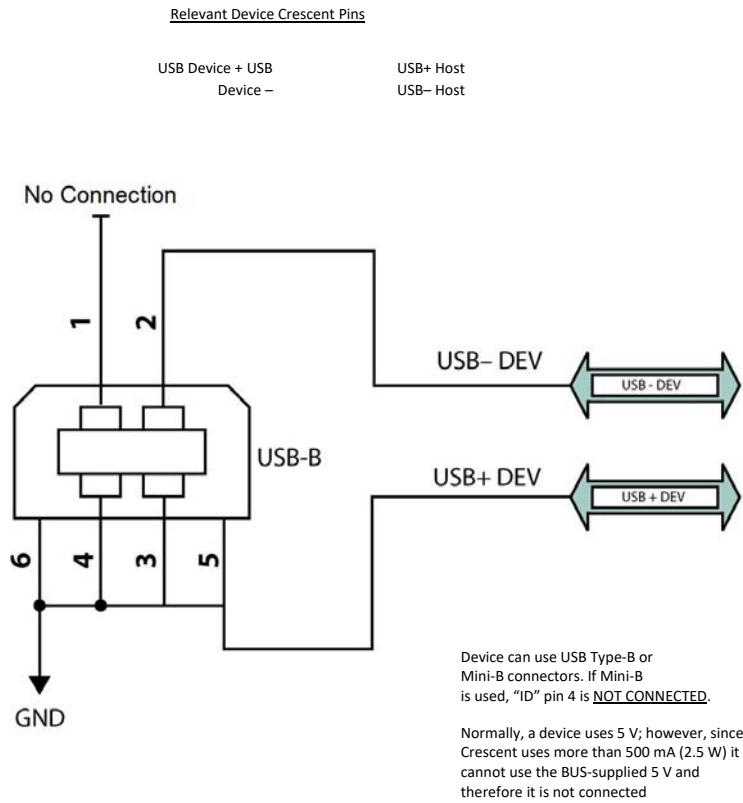 Relevant Device Crescent Pins
USB Device + USB
USB+ Host
Device –
USB– Host
No Connection
1
2
USB– DEV
USB - DEV
USB-B
USB+ DEV
USB + DEV
6
4
3
5
GND
Device can use USB Type-B or
Mini-B connectors. If Mini-B
is used, “ID” pin 4 is NOT CONNECTED.
Normally, a device uses 5 V; however, since
Crescent uses more than 500 mA (2.5 W) it
cannot use the BUS-supplied 5 V and
therefore it is not connected